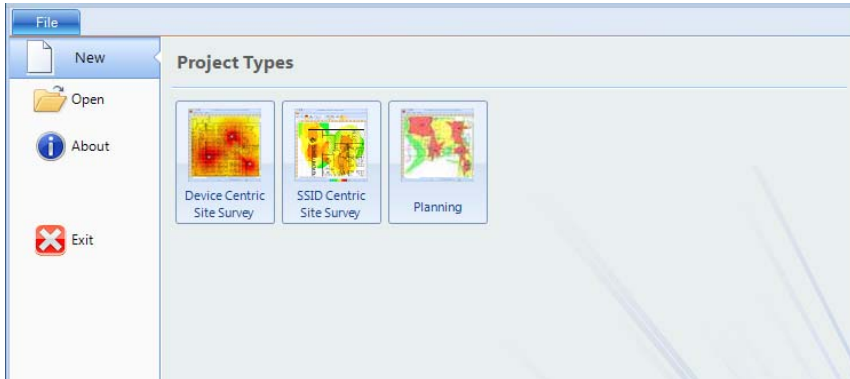 File
New
Project Types
Open
About
Exit
Device Centric
Site Survey
SSID Centric
Site Survey
Planning